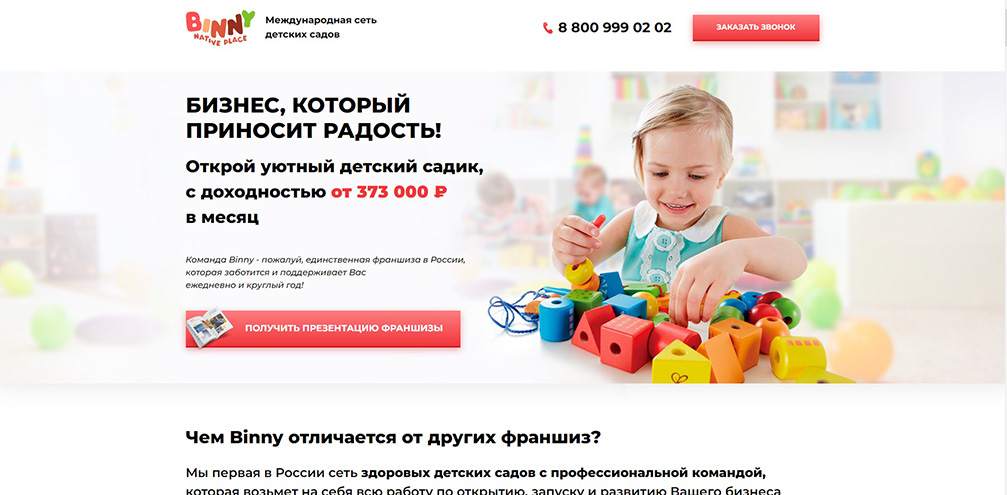 BINNY
NATIVE PLACE
Международная сеть
детских садов
8 800 999 02 02
ЗАКАЗАТЬ ЗВОНОК
БИЗНЕС, КОТОРЫЙ
ПРИНОСИТ РАДОСТЬ!
Открой уютный детский садик,
с доходностью от 373 000 ₽
в месяц
Команда Binny - пожалуй, единственная франшиза в России,
которая заботится и поддерживает Вас
ежедневно и круглый год!
ПОЛУЧИТЬ ПРЕЗЕНТАЦИЮ ФРАНШИЗЫ
Чем Binny отличается от других франшиз?
Мы первая в России сеть здоровых детских садов с профессиональной командой,
которая возьмет на себя всю работу по открытию, запуску и развитию Вашего бизнеса